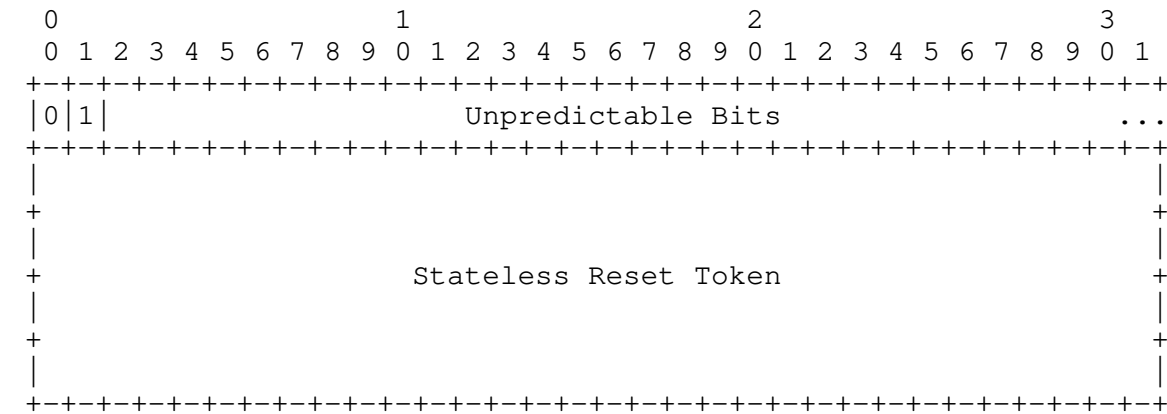 0                   1                   2                   3
0 1 2 3 4 5 6 7 8 9 0 1 2 3 4 5 6 7 8 9 0 1 2 3 4 5 6 7 8 9 0 1
+-+-+-+-+-+-+-+-+-+-+-+-+-+-+-+-+-+-+-+-+-+-+-+-+-+-+-+-+-+-+-+-+
|0|1|                    Unpredictable Bits                   ...
+-+-+-+-+-+-+-+-+-+-+-+-+-+-+-+-+-+-+-+-+-+-+-+-+-+-+-+-+-+-+-+-+
|                                                               |
+                                                               +
|                                                               |
+                     Stateless Reset Token                     +
|                                                               |
+                                                               +
|                                                               |
+-+-+-+-+-+-+-+-+-+-+-+-+-+-+-+-+-+-+-+-+-+-+-+-+-+-+-+-+-+-+-+-+